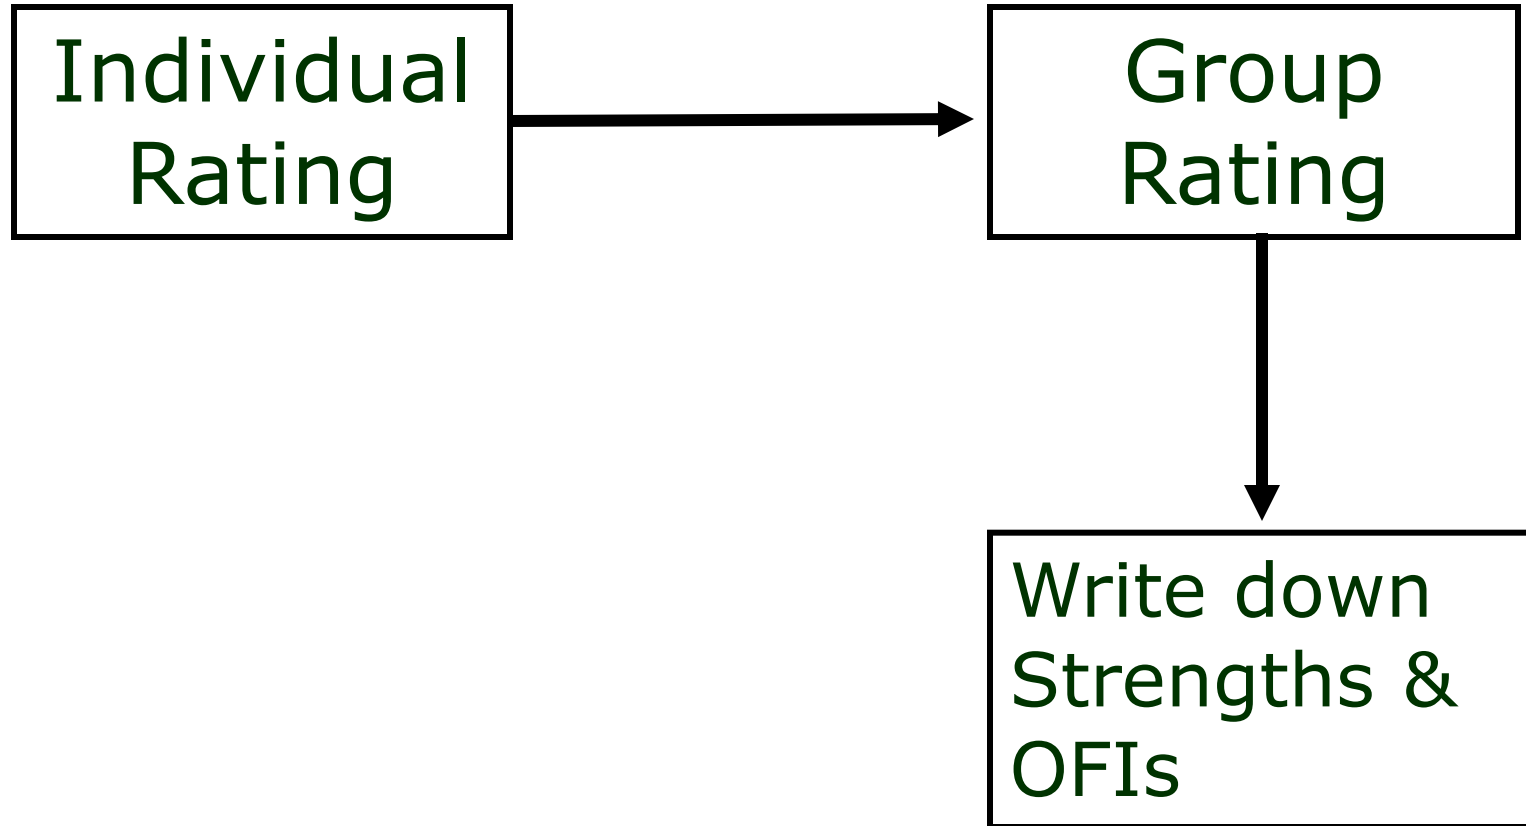 Individual
Rating
Group
Rating
Write down
Strengths &
OFIs